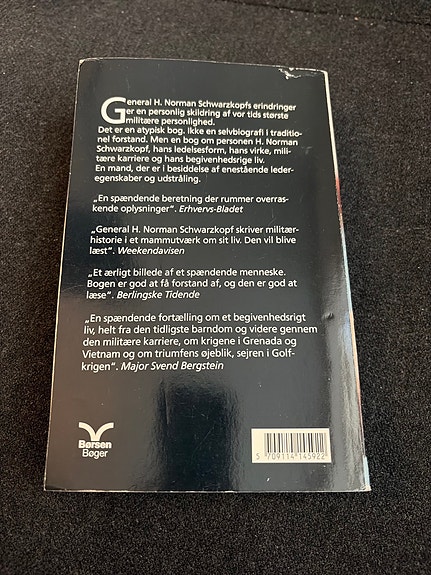 General H. Norman Schwarzkopfs erindringer
er en personlig skildring af vor tids største
militære personlighed.
Det er en atypisk bog. Ikke en selvbiografi i traditio-
nel forstand. Men en bog om personen H. Norman
Schwarzkopf, hans ledelsesform, hans virke, mili-
tære karriere og hans begivenhedsrige liv.
En mand, der er i besiddelse af enestående leder-
egenskaber og udstråling.
„En spændende beretning der rummer overras-
kende oplysninger“. Erhvervs-Bladet
„General H. Norman Schwarzkopf skriver militær-
historie i et mammutværk om sit liv. Den vil blive
læst“. Weekendavisen
„Et ærligt billede af et spændende menneske.
Bogen er god at få forstand af, og den er god at
læse“. Berlingske Tidende
„En spændende fortælling om et begivenhedsrigt
liv, helt fra den tidligste barndom og videre gennem
den militære karriere, om krigene i Grenada og
Vietnam og om triumfens øjeblik, sejren i Golf-
krigen“. Major Svend Bergstein
Børsen
Bøger
5 709114 145922